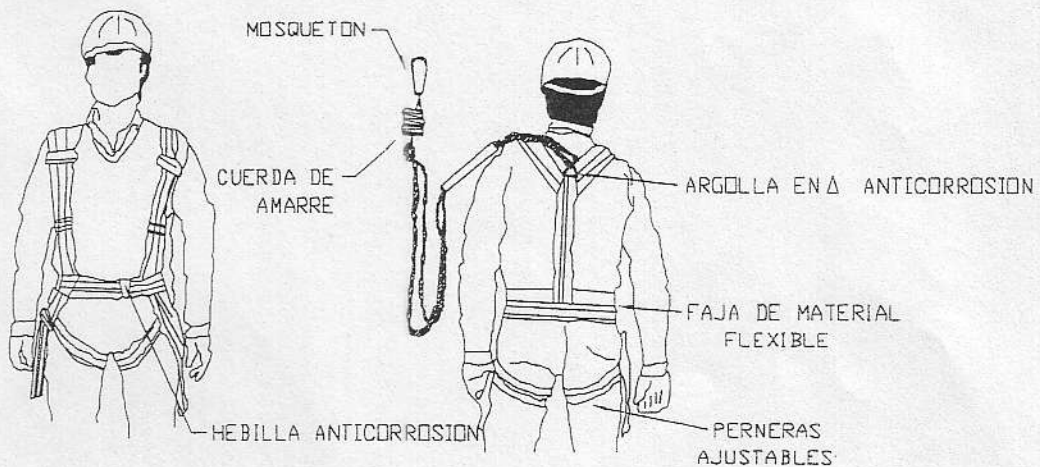 MOSQUETON
CUERDA DE
AMARRE
ARGOLLA EN Δ ANTICORROSION
FAJA DE MATERIAL
FLEXIBLE
HEBILLA ANTICORROSION
PERNERAS
AJUSTABLES